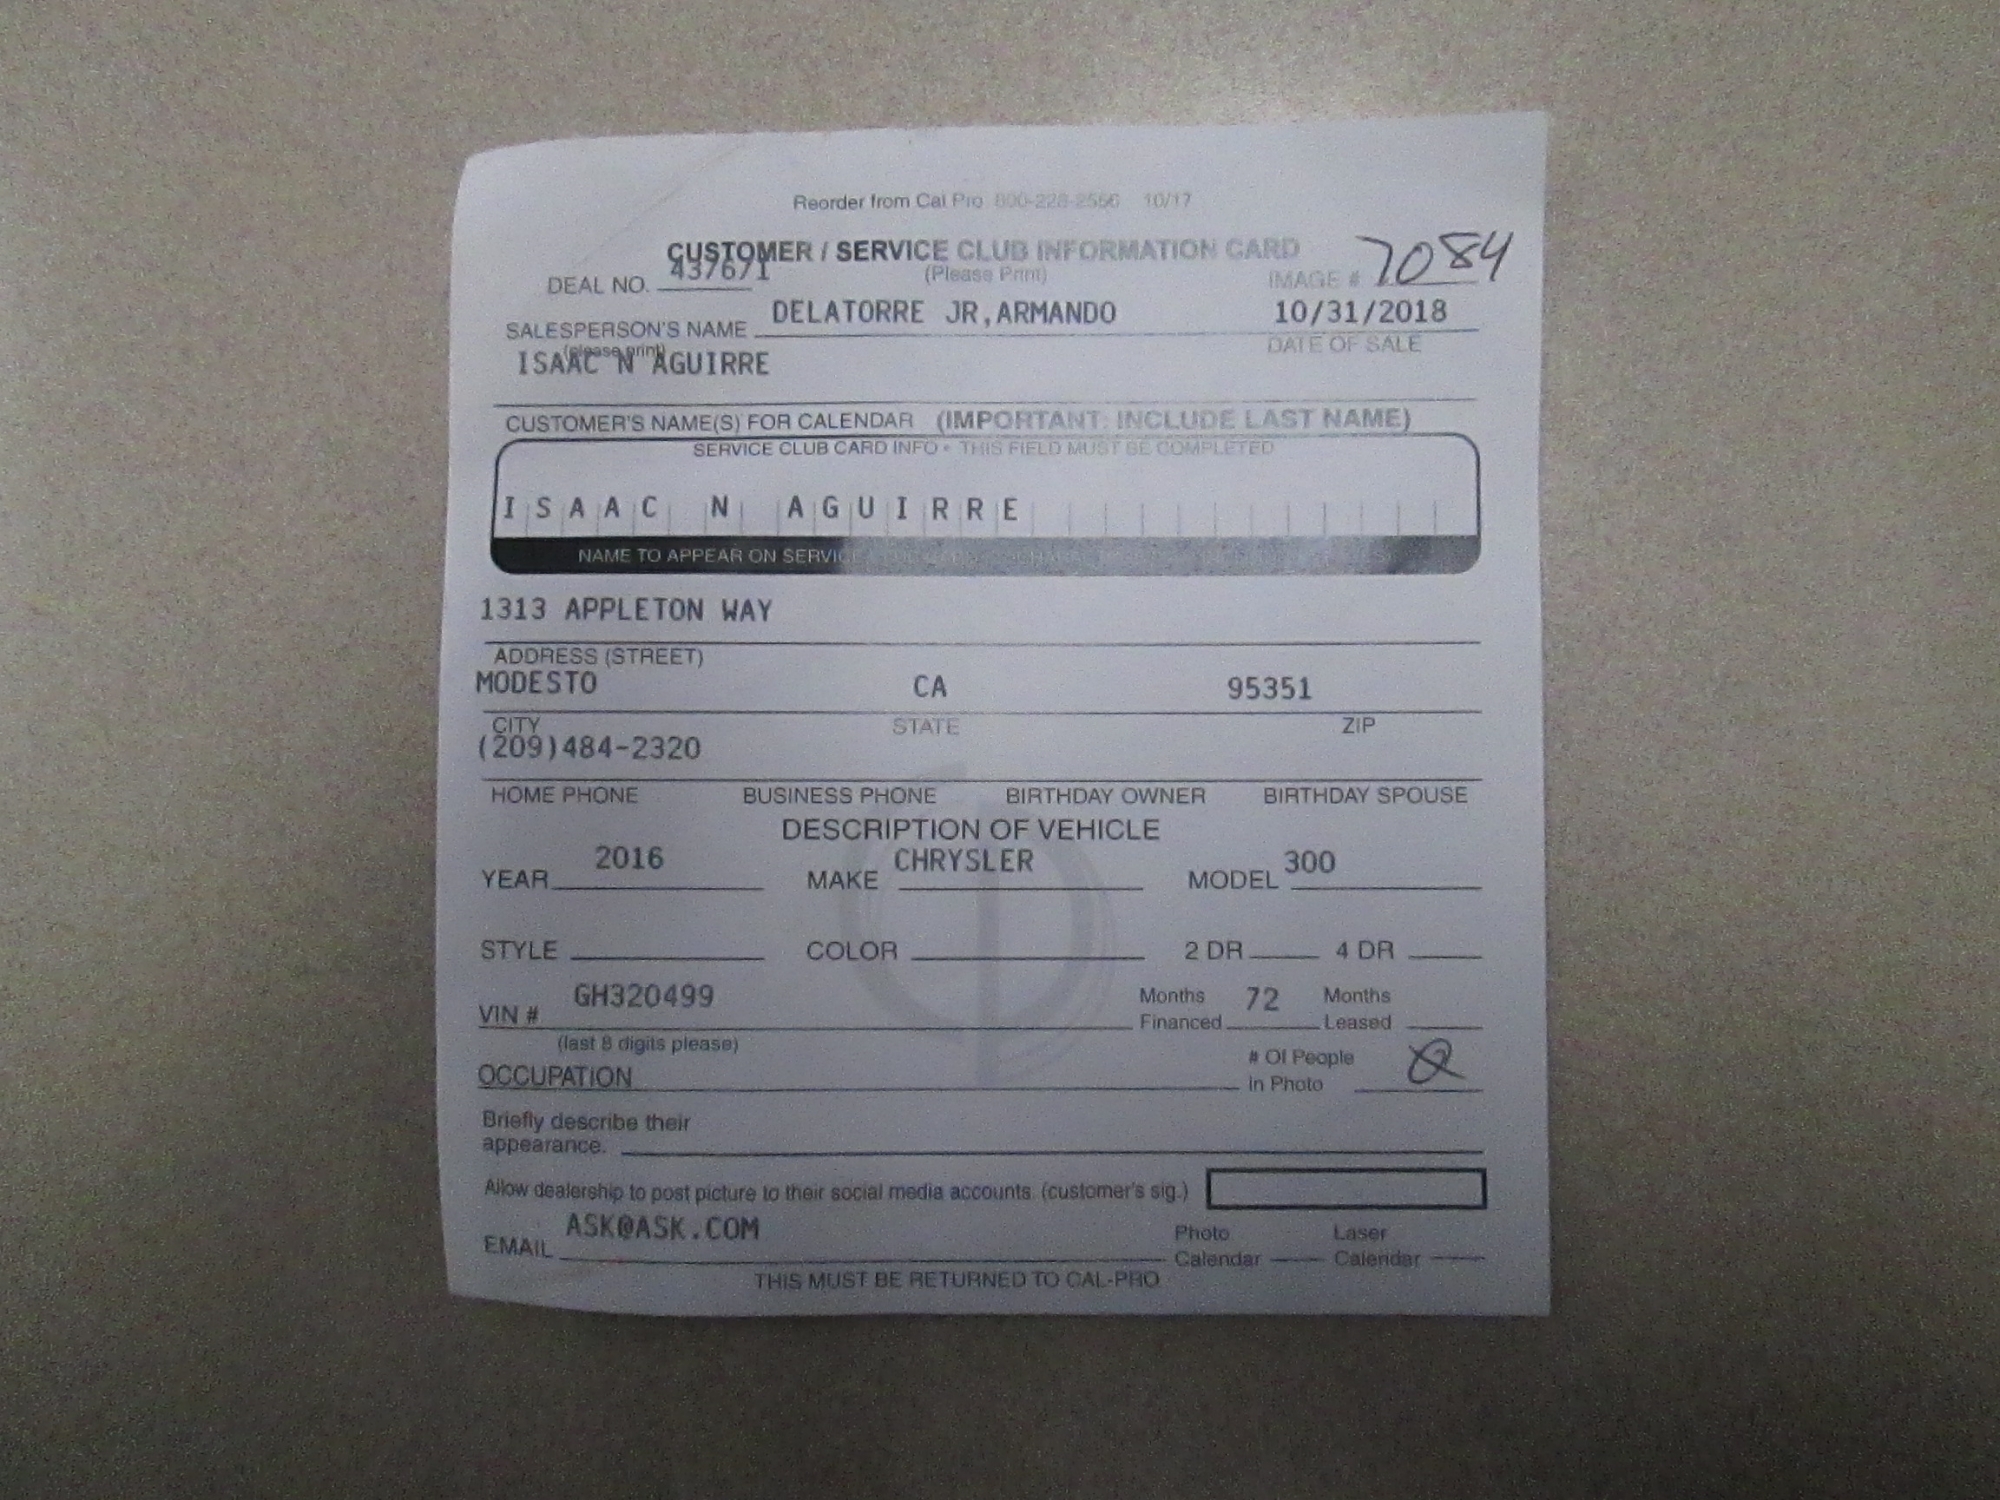 Reorder from Cal Pro 800-228-2556 10/17
CUSTOMER / SERVICE CLUB INFORMATION CARD
(Please Print)
DEAL NO. 437671
IMAGE # 7084
SALESPERSON'S NAME DELATORRE JR,ARMANDO 10/31/2018
(please print) DATE OF SALE
ISAAC N AGUIRRE
CUSTOMER'S NAME(S) FOR CALENDAR (IMPORTANT: INCLUDE LAST NAME)
SERVICE CLUB CARD INFO • THIS FIELD MUST BE COMPLETED
ISAAC N AGUIRRE
NAME TO APPEAR ON SERVICE
1313 APPLETON WAY
ADDRESS (STREET)
MODESTO CA 95351
CITY STATE ZIP
(209)484-2320
HOME PHONE BUSINESS PHONE BIRTHDAY OWNER BIRTHDAY SPOUSE
DESCRIPTION OF VEHICLE
YEAR 2016 MAKE CHRYSLER MODEL 300
STYLE COLOR 2 DR 4 DR
VIN # GH320499 Months Financed 72 Months Leased
(last 8 digits please)
OCCUPATION # Of People In Photo
Briefly describe their
appearance.
Allow dealership to post picture to their social media accounts. (customer's sig.)
EMAIL ASK@ASK.COM Photo Calendar Laser Calendar
THIS MUST BE RETURNED TO CAL-PRO